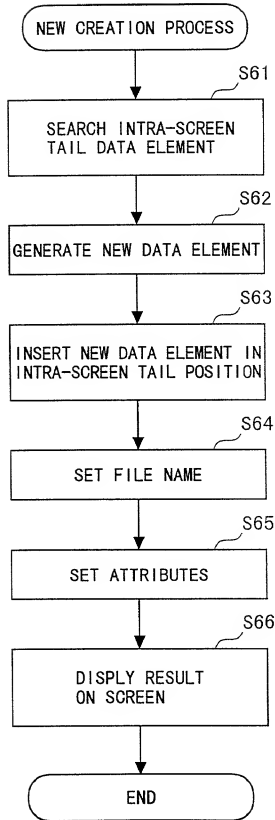 NEW CREATION PROCESS
S61
SEARCH INTRA-SCREEN
TAIL DATA ELEMENT
S62
GENERATE NEW DATA ELEMENT
S63
INSERT NEW DATA ELEMENT IN
INTRA-SCREEN TAIL POSITION
S64
SET FILE NAME
S65
SET ATTRIBUTES
S66
DISPLY RESULT
ON SCREEN
END